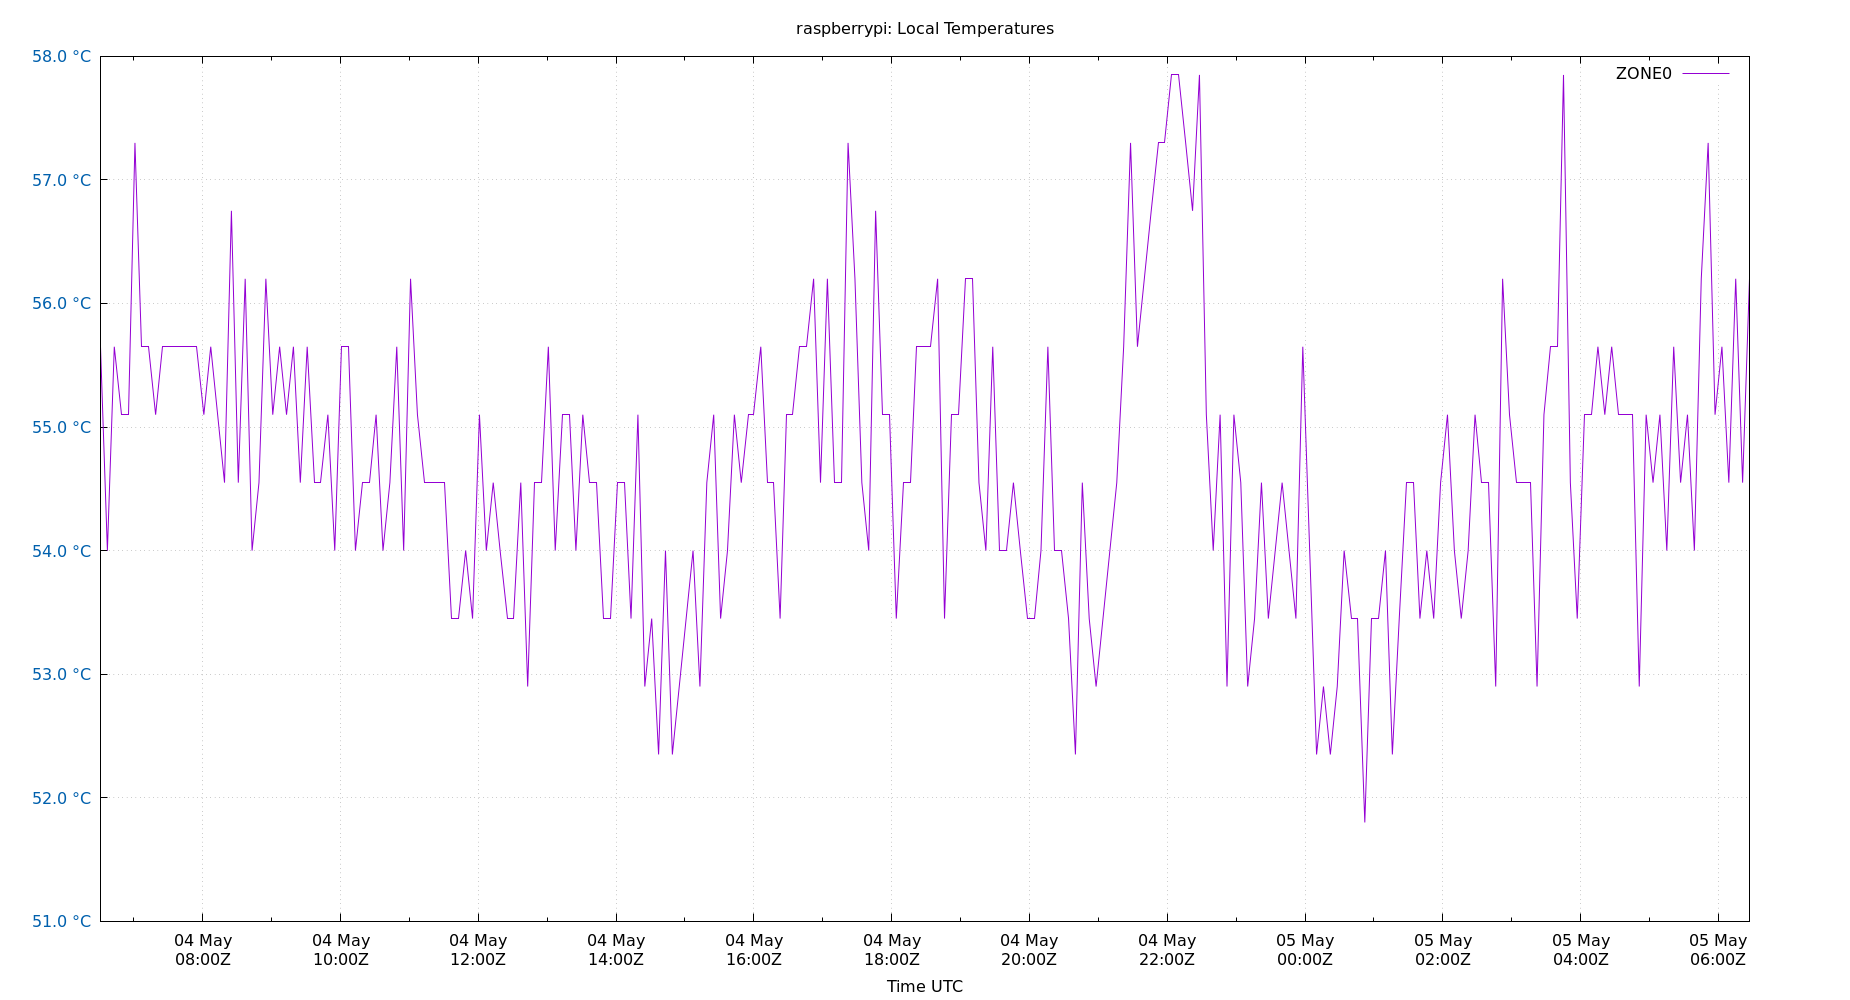 raspberrypi: Local Temperatures
58.0 °C
ZONE0
57.0 °C
56.0 °C
55.0 °C
54.0 °C
53.0 °C
52.0 °C
51.0 °C
04 May 04 May 04 May 04 May 04 May 04 May 04 May 04 May 05 May 05 May 05 May 05 May
08:00Z 10:00Z 12:00Z 14:00Z 16:00Z 18:00Z 20:00Z 22:00Z 00:00Z 02:00Z 04:00Z 06:00Z
Time UTC